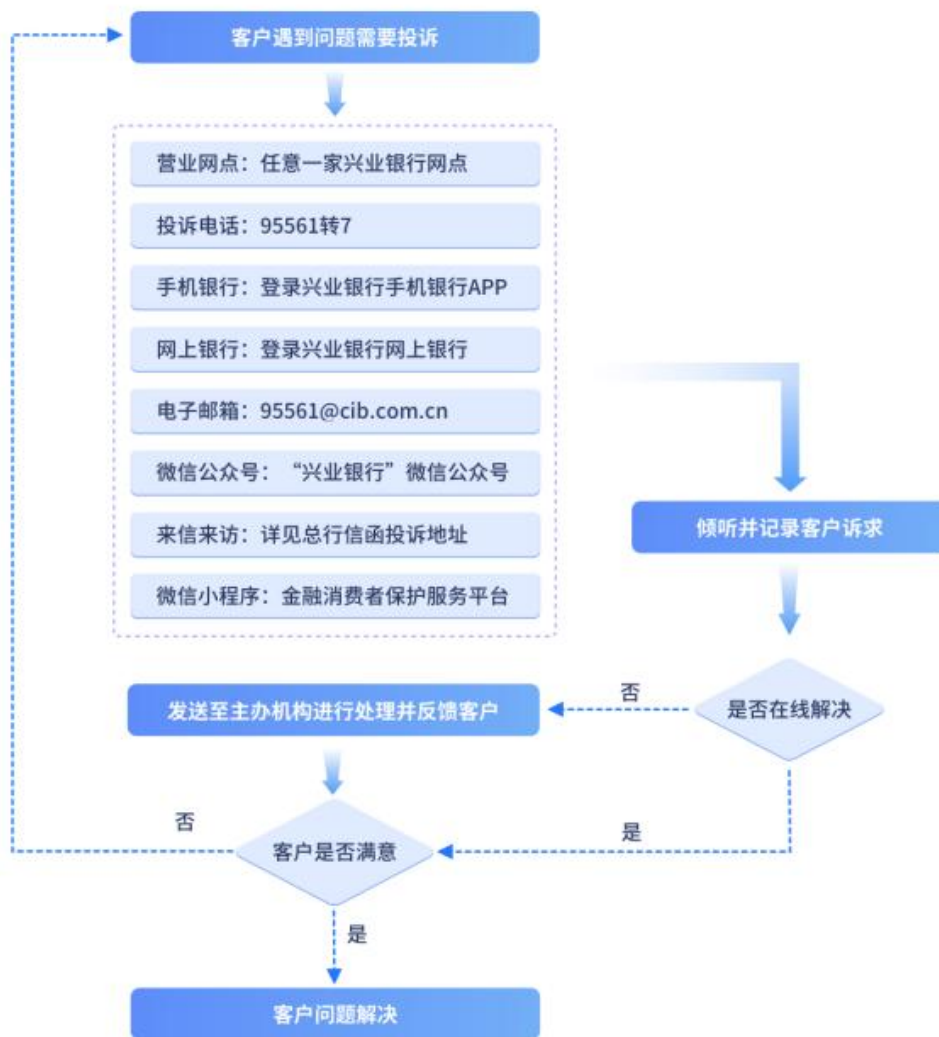 客户遇到问题需要投诉
营业网点：任意一家兴业银行网点
投诉电话：95561转7
手机银行：登录兴业银行手机银行APP
网上银行：登录兴业银行网上银行
电子邮箱：95561@cib.com.cn
微信公众号：“兴业银行”微信公众号
来信来访：详见总行信函投诉地址
微信小程序：金融消费者保护服务平台
倾听并记录客户诉求
是否在线解决
否
发送至主办机构进行处理并反馈客户
是
客户是否满意
否
是
客户问题解决